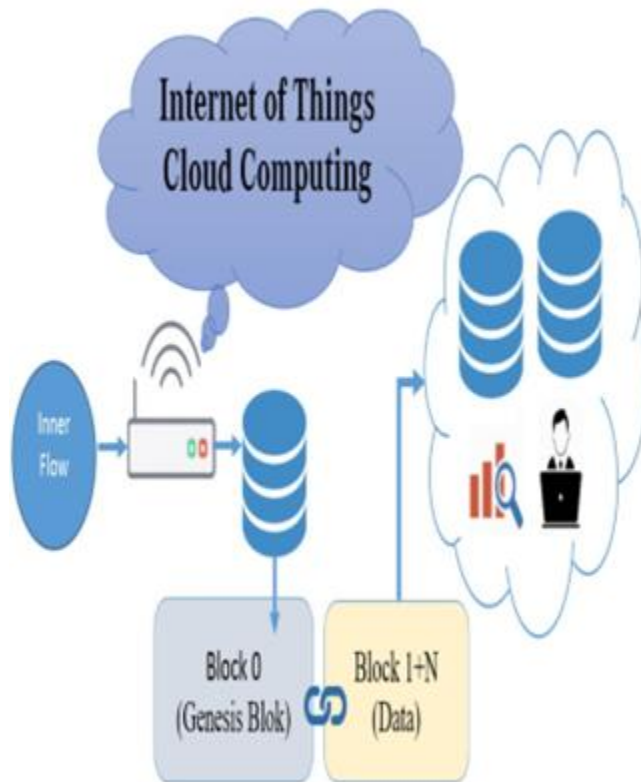 Internet of Things
Cloud Computing
Inner
Flow
Block 0
(Genesis Blok)
Block 1+N
(Data)